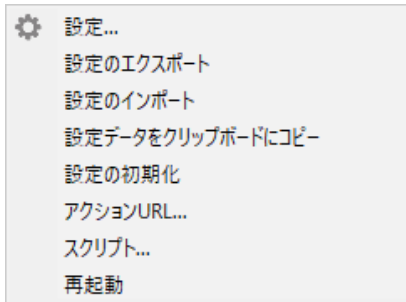 設定...
設定のエクスポート
設定のインポート
設定データをクリップボードにコピー
設定の初期化
アクションURL...
スクリプト...
再起動